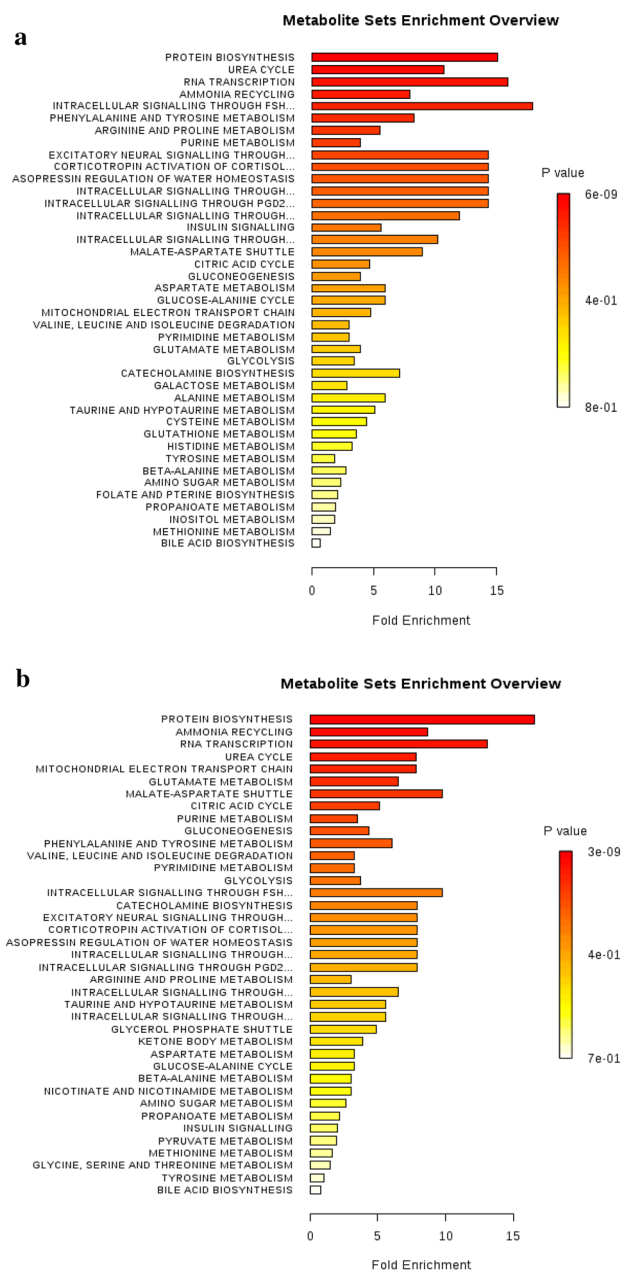 a
Metabolite Sets Enrichment Overview
PROTEIN BIOSYNTHESIS
UREA CYCLE
RNA TRANSCRIPTION
AMMONIA RECYCLING
INTRACELLULAR SIGNALLING THROUGH FSH...
PHENYLALANINE AND TYROSINE METABOLISM
ARGININE AND PROLINE METABOLISM
PURINE METABOLISM
EXCITATORY NEURAL SIGNALLING THROUGH...
CORTICOTROPIN ACTIVATION OF CORTISOL...
ASOPRESSIN REGULATION OF WATER HOMEOSTASIS
INTRACELLULAR SIGNALLING THROUGH...
INTRACELLULAR SIGNALLING THROUGH PGD2...
INTRACELLULAR SIGNALLING THROUGH...
INSULIN SIGNALLING
INTRACELLULAR SIGNALLING THROUGH...
MALATE-ASPARTATE SHUTTLE
CITRIC ACID CYCLE
GLUCONEOGENESIS
ASPARTATE METABOLISM
GLUCOSE-ALANINE CYCLE
MITOCHONDRIAL ELECTRON TRANSPORT CHAIN
VALINE, LEUCINE AND ISOLEUCINE DEGRADATION
PYRIMIDINE METABOLISM
GLUTAMATE METABOLISM
GLYCOLYSIS
CATECHOLAMINE BIOSYNTHESIS
GALACTOSE METABOLISM
ALANINE METABOLISM
TAURINE AND HYPOTAURINE METABOLISM
CYSTEINE METABOLISM
GLUTATHIONE METABOLISM
HISTIDINE METABOLISM
TYROSINE METABOLISM
BETA-ALANINE METABOLISM
AMINO SUGAR METABOLISM
FOLATE AND PTERINE BIOSYNTHESIS
PROPANOATE METABOLISM
INOSITOL METABOLISM
METHIONINE METABOLISM
BILE ACID BIOSYNTHESIS
0 5 10 15
Fold Enrichment
P value
6e-09
4e-01
8e-01
b
Metabolite Sets Enrichment Overview
PROTEIN BIOSYNTHESIS
AMMONIA RECYCLING
RNA TRANSCRIPTION
UREA CYCLE
MITOCHONDRIAL ELECTRON TRANSPORT CHAIN
GLUTAMATE METABOLISM
MALATE-ASPARTATE SHUTTLE
CITRIC ACID CYCLE
PURINE METABOLISM
GLUCONEOGENESIS
PHENYLALANINE AND TYROSINE METABOLISM
VALINE, LEUCINE AND ISOLEUCINE DEGRADATION
PYRIMIDINE METABOLISM
GLYCOLYSIS
INTRACELLULAR SIGNALLING THROUGH FSH...
CATECHOLAMINE BIOSYNTHESIS
EXCITATORY NEURAL SIGNALLING THROUGH...
CORTICOTROPIN ACTIVATION OF CORTISOL...
ASOPRESSIN REGULATION OF WATER HOMEOSTASIS
INTRACELLULAR SIGNALLING THROUGH...
INTRACELLULAR SIGNALLING THROUGH PGD2...
ARGININE AND PROLINE METABOLISM
INTRACELLULAR SIGNALLING THROUGH...
TAURINE AND HYPOTAURINE METABOLISM
INTRACELLULAR SIGNALLING THROUGH...
GLYCEROL PHOSPHATE SHUTTLE
KETONE BODY METABOLISM
ASPARTATE METABOLISM
GLUCOSE-ALANINE CYCLE
BETA-ALANINE METABOLISM
NICOTINATE AND NICOTINAMIDE METABOLISM
AMINO SUGAR METABOLISM
PROPANOATE METABOLISM
INSULIN SIGNALLING
PYRUVATE METABOLISM
METHIONINE METABOLISM
GLYCINE, SERINE AND THREONINE METABOLISM
TYROSINE METABOLISM
BILE ACID BIOSYNTHESIS
0 5 10 15
Fold Enrichment
P value
3e-09
4e-01
7e-01